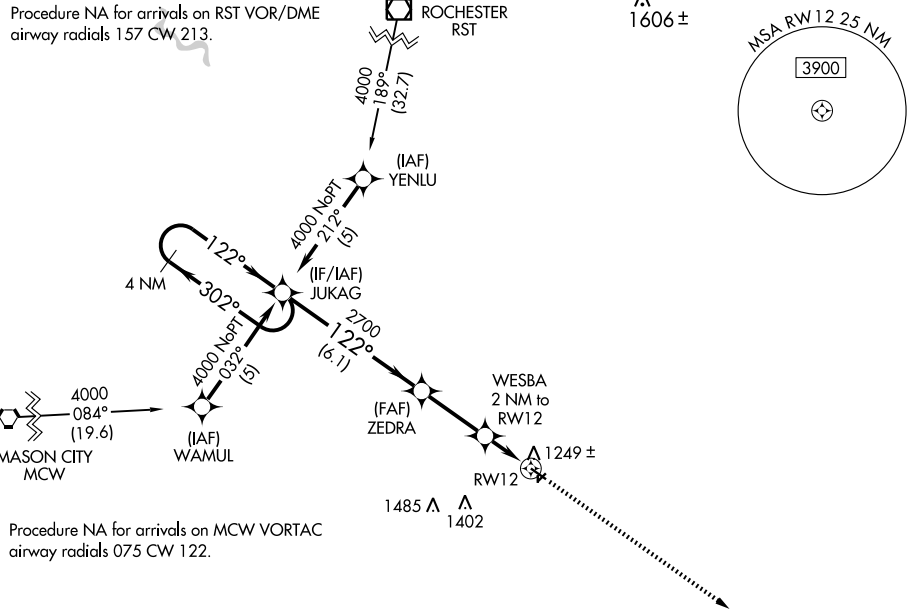 Procedure NA for arrivals on RST VOR/DME
airway radials 157 CW 213.
ROCHESTER
RST
1606 ±
MSA RW12 25 NM
3900
4000
189°
(32.7)
(IAF)
YENLU
4000 NoPT
212°
(5)
122°
4 NM
302°
(IF/IAF)
JUKAG
2700
122°
(6.1)
4000 NoPT
032°
(5)
4000
084°
(19.6)
MASON CITY
MCW
(IAF)
WAMUL
(FAF)
ZEDRA
WESBA
2 NM to
RW12
1249 ±
RW12
1485
1402
Procedure NA for arrivals on MCW VORTAC
airway radials 075 CW 122.